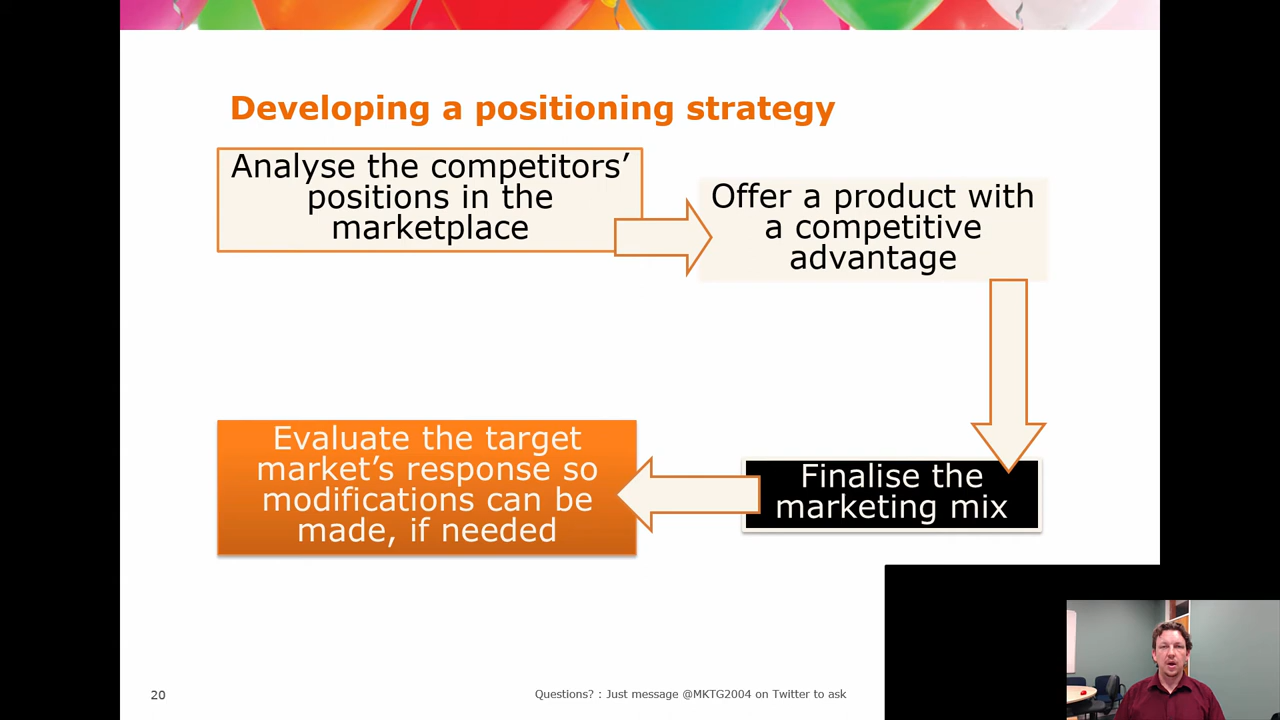 Developing a positioning strategy
Analyse the competitors’
positions in the
marketplace
Offer a product with
a competitive
advantage
Finalise the
marketing mix
Evaluate the target
market’s response so
modifications can be
made, if needed
20
Questions? : Just message @MKTG2004 on Twitter to ask